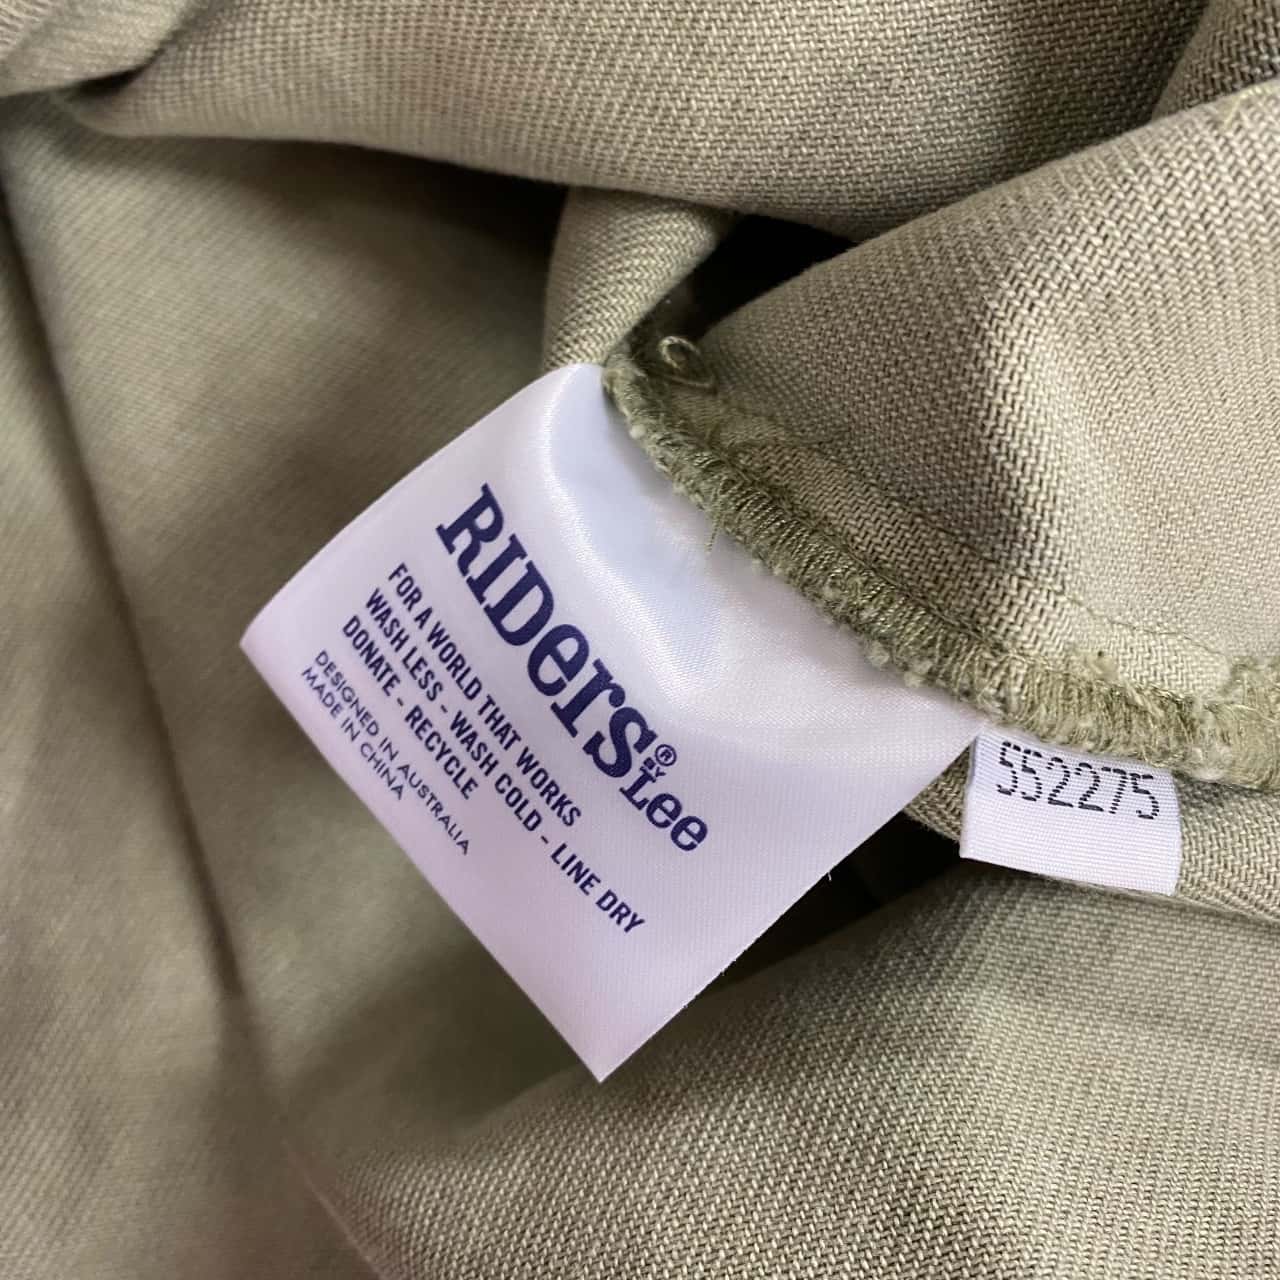 RIDers®
BY
Lee
FOR A WORLD THAT WORKS
WASH LESS - WASH COLD - LINE DRY
DONATE - RECYCLE
DESIGNED IN AUSTRALIA
MADE IN CHINA
552275